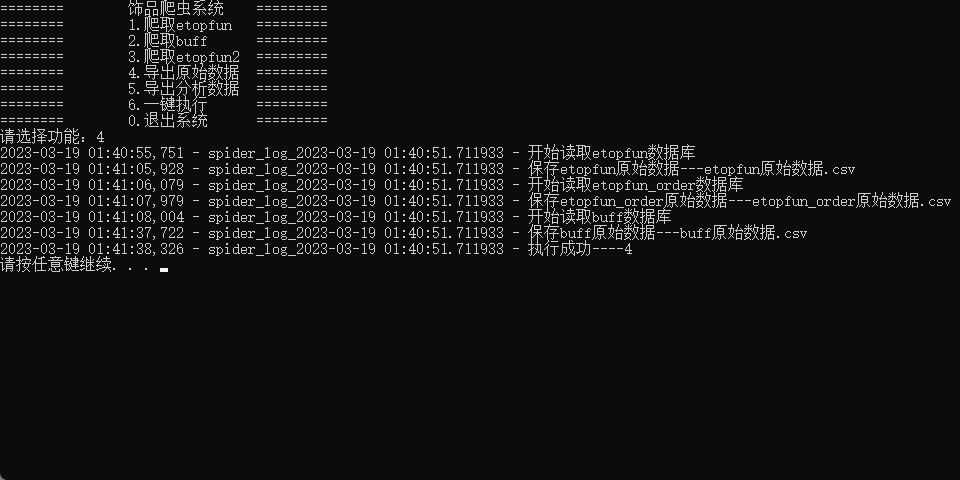 ========        饰品爬虫系统    =========
========        1.爬取etopfun   =========
========        2.爬取buff      =========
========        3.爬取etopfun2  =========
========        4.导出原始数据  =========
========        5.导出分析数据  =========
========        6.一键执行      =========
========        0.退出系统      =========
请选择功能：4
2023-03-19 01:40:55,751 - spider_log_2023-03-19 01:40:51.711933 - 开始读取etopfun数据库
2023-03-19 01:41:05,928 - spider_log_2023-03-19 01:40:51.711933 - 保存etopfun原始数据---etopfun原始数据.csv
2023-03-19 01:41:06,079 - spider_log_2023-03-19 01:40:51.711933 - 开始读取etopfun_order数据库
2023-03-19 01:41:07,979 - spider_log_2023-03-19 01:40:51.711933 - 保存etopfun_order原始数据---etopfun_order原始数据.csv
2023-03-19 01:41:08,004 - spider_log_2023-03-19 01:40:51.711933 - 开始读取buff数据库
2023-03-19 01:41:37,722 - spider_log_2023-03-19 01:40:51.711933 - 保存buff原始数据---buff原始数据.csv
2023-03-19 01:41:38,326 - spider_log_2023-03-19 01:40:51.711933 - 执行成功----4
请按任意键继续. . .